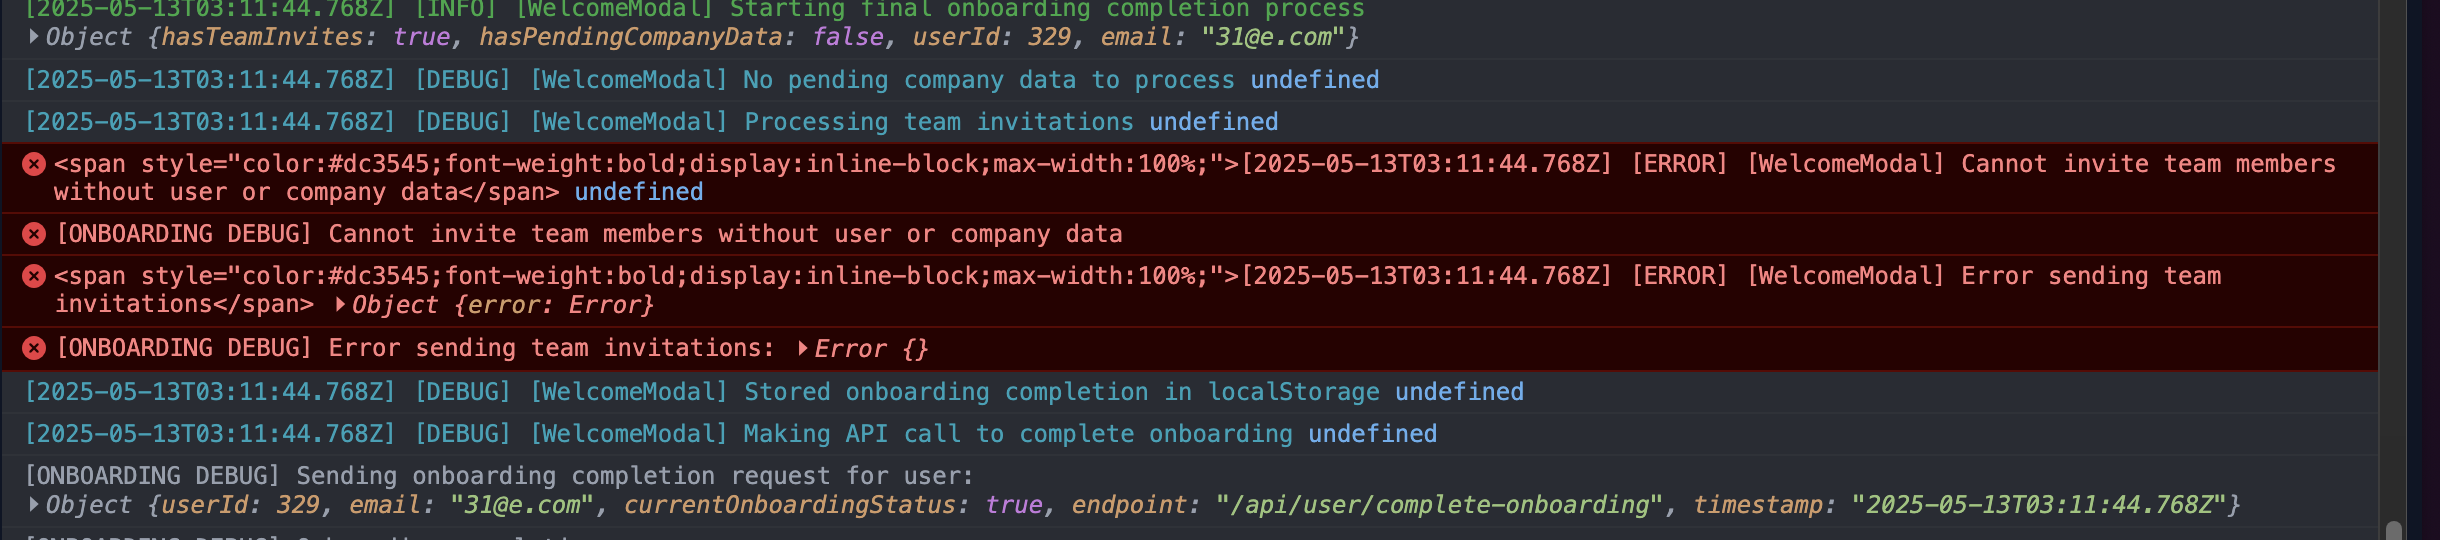 [2025-05-13T03:11:44.768Z] [INFO] [WelcomeModal] Starting final onboarding completion process
Object {hasTeamInvites: true, hasPendingCompanyData: false, userId: 329, email: "31@e.com"}
[2025-05-13T03:11:44.768Z] [DEBUG] [WelcomeModal] No pending company data to process undefined
[2025-05-13T03:11:44.768Z] [DEBUG] [WelcomeModal] Processing team invitations undefined
<span style="color:#dc3545;font-weight:bold;display:inline-block;max-width:100%;">[2025-05-13T03:11:44.768Z] [ERROR] [WelcomeModal] Cannot invite team members
without user or company data</span> undefined
[ONBOARDING DEBUG] Cannot invite team members without user or company data
<span style="color:#dc3545;font-weight:bold;display:inline-block;max-width:100%;">[2025-05-13T03:11:44.768Z] [ERROR] [WelcomeModal] Error sending team
invitations</span> Object {error: Error}
[ONBOARDING DEBUG] Error sending team invitations: Error {}
[2025-05-13T03:11:44.768Z] [DEBUG] [WelcomeModal] Stored onboarding completion in localStorage undefined
[2025-05-13T03:11:44.768Z] [DEBUG] [WelcomeModal] Making API call to complete onboarding undefined
[ONBOARDING DEBUG] Sending onboarding completion request for user:
Object {userId: 329, email: "31@e.com", currentOnboardingStatus: true, endpoint: "/api/user/complete-onboarding", timestamp: "2025-05-13T03:11:44.768Z"}